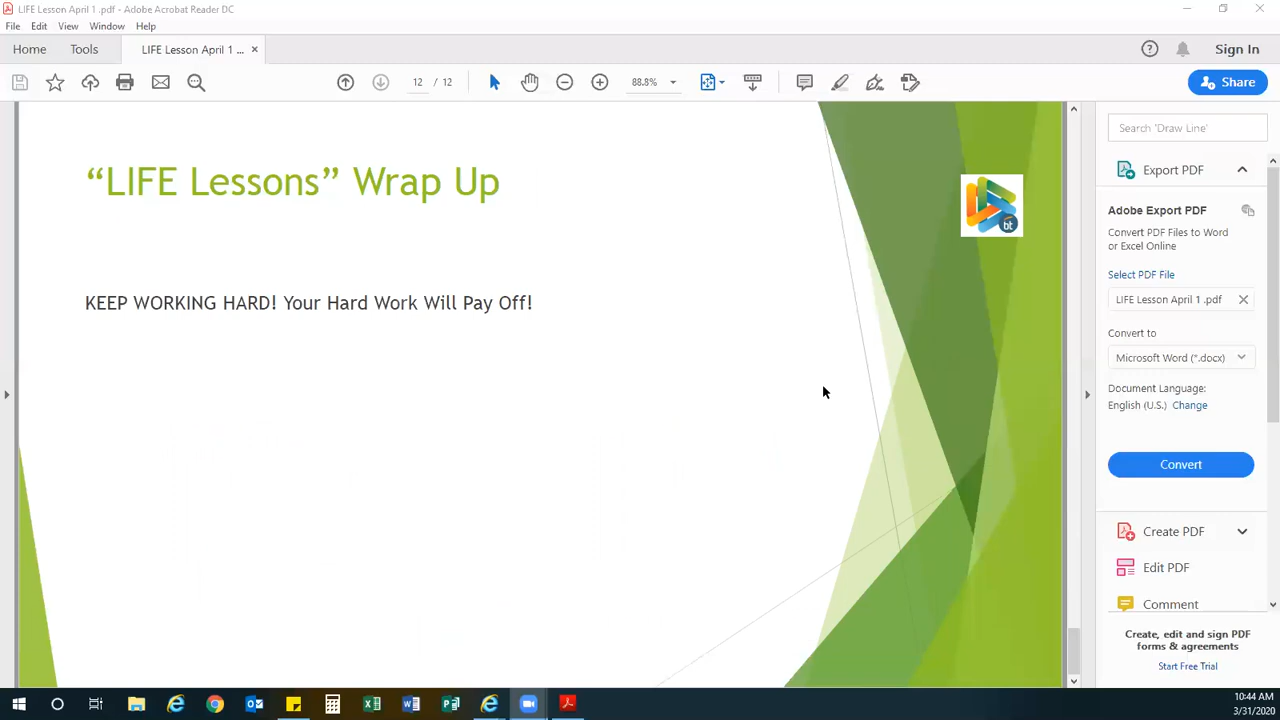 LIFE Lesson April 1 .pdf - Adobe Acrobat Reader DC
File Edit View Window Help
Home Tools LIFE Lesson April 1 ... × Sign In
12 / 12 88.8% Share
“LIFE Lessons” Wrap Up
bt
KEEP WORKING HARD! Your Hard Work Will Pay Off!
Search 'Draw Line'
Export PDF
Adobe Export PDF
Convert PDF Files to Word
or Excel Online
Select PDF File
LIFE Lesson April 1 .pdf
Convert to
Microsoft Word (*.docx)
Document Language:
English (U.S.) Change
Convert
Create PDF
Edit PDF
Comment
Create, edit and sign PDF
forms & agreements
Start Free Trial
10:44 AM
3/31/2020